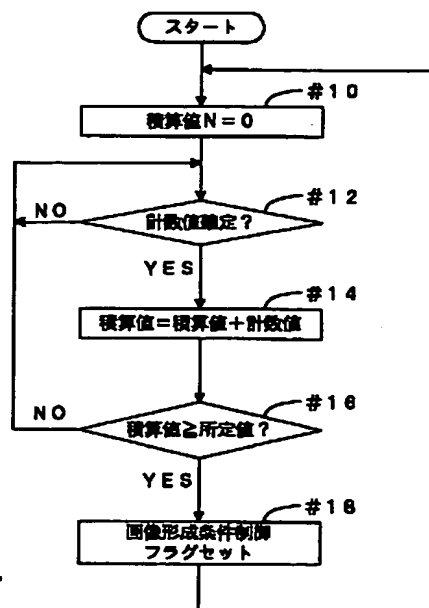 スタート
#10
積算値N=0
#12
計数値確定?
NO
YES
#14
積算値=積算値+計数値
#16
積算値≧所定値?
NO
YES
#18
画像形成条件制御
フラグセット